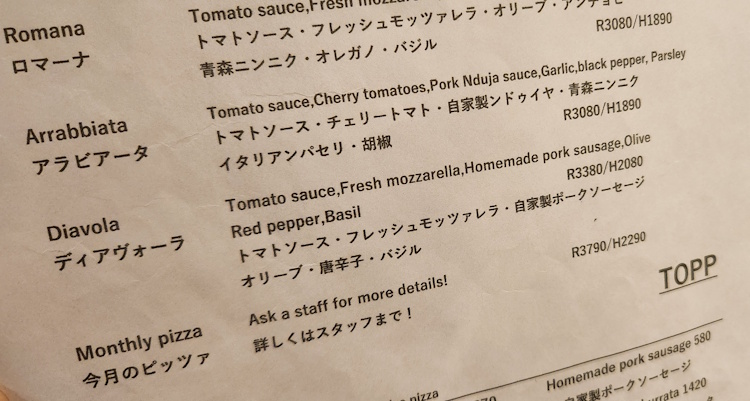 Romana
ロマーナ
Tomato sauce,Fresh
トマトソース・フレッシュモッツァレラ・オリーブ・アンチョビ
青森ニンニク・オレガノ・バジル
R3080/H1890
Arrabbiata
アラビアータ
Tomato sauce,Cherry tomatoes,Pork Nduja sauce,Garlic,black pepper, Parsley
トマトソース・チェリートマト・自家製ンドゥイヤ・青森ニンニク
イタリアンパセリ・胡椒
R3080/H1890
Diavola
ディアヴォーラ
Tomato sauce,Fresh mozzarella,Homemade pork sausage,Olive
Red pepper,Basil
R3380/H2080
トマトソース・フレッシュモッツァレラ・自家製ポークソーセージ
オリーブ・唐辛子・バジル
R3790/H2290
Monthly pizza
今月のピッツァ
Ask a staff for more details!
詳しくはスタッフまで！
TOPP
pizza
Homemade pork sausage 580
自家製ポークソーセージ
burrata 1420